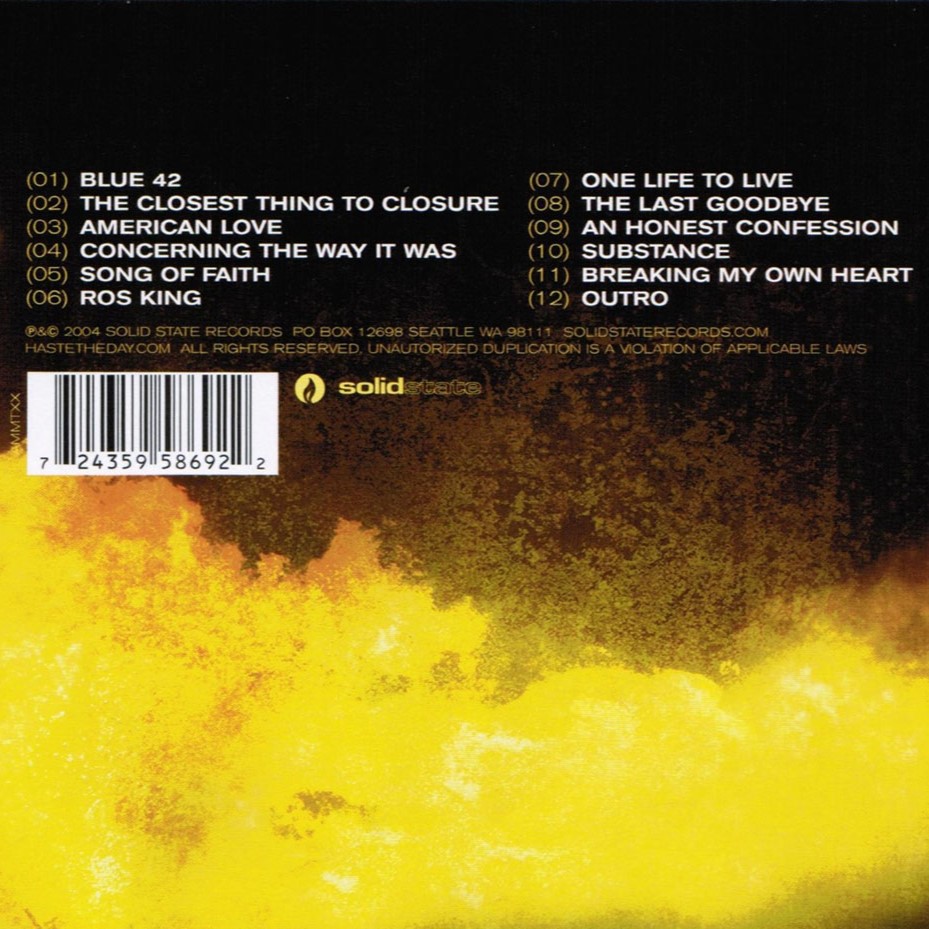 (01) BLUE 42
(02) THE CLOSEST THING TO CLOSURE
(03) AMERICAN LOVE
(04) CONCERNING THE WAY IT WAS
(05) SONG OF FAITH
(06) ROS KING
(07) ONE LIFE TO LIVE
(08) THE LAST GOODBYE
(09) AN HONEST CONFESSION
(10) SUBSTANCE
(11) BREAKING MY OWN HEART
(12) OUTRO
℗&© 2004 SOLID STATE RECORDS PO BOX 12698 SEATTLE WA 98111 SOLIDSTATERECORDS.COM
HASTETHEDAY.COM ALL RIGHTS RESERVED. UNAUTORIZED DUPLICATION IS A VIOLATION OF APPLICABLE LAWS
solidstate
7 24359 58692 2